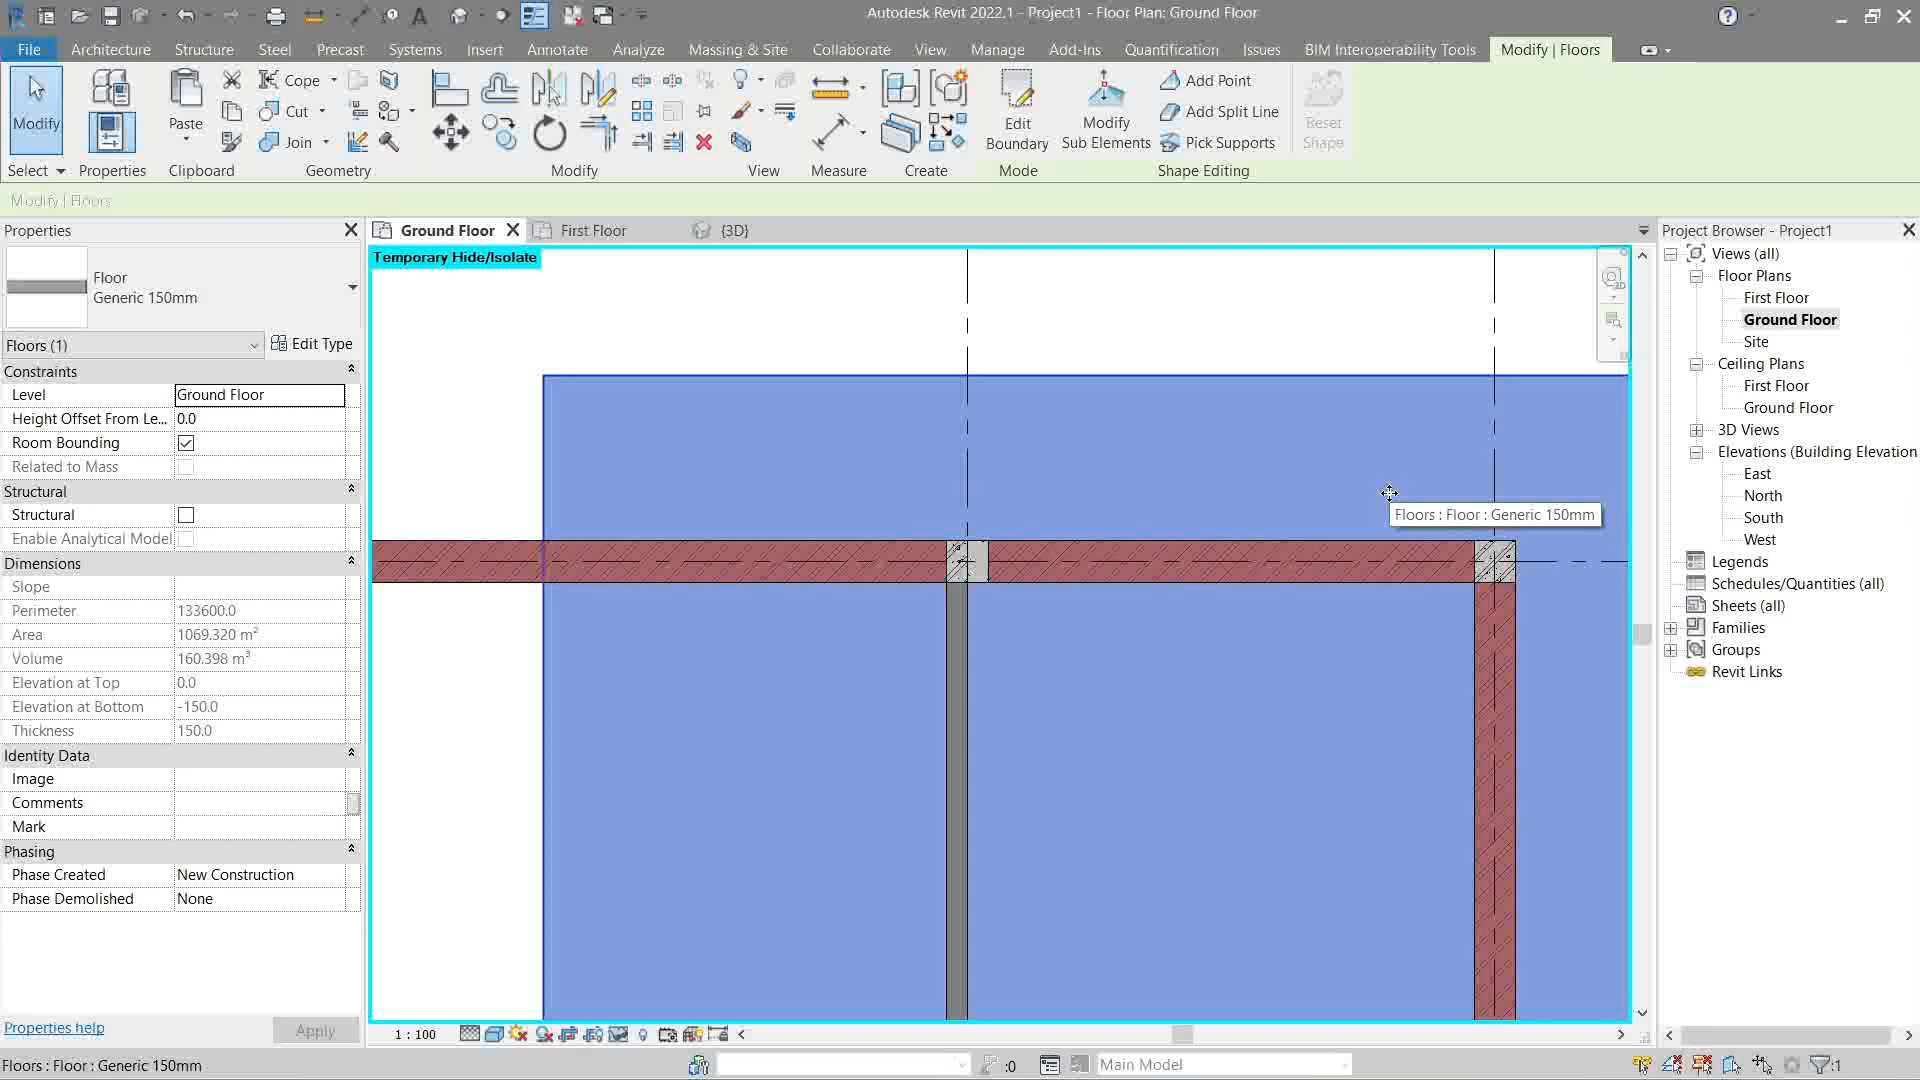 Autodesk Revit 2022.1 - Project1 - Floor Plan: Ground Floor
File Architecture Structure Steel Precast Systems Insert Annotate Analyze Massing & Site Collaborate View Manage Add-Ins Quantification Issues BIM Interoperability Tools Modify | Floors
Modify
Paste
Cope
Cut
Join
Edit
Boundary
Modify
Sub Elements
Add Point
Add Split Line
Pick Supports
Reset
Shape
Select Properties Clipboard Geometry Modify View Measure Create Mode Shape Editing
Modify | Floors
Properties
Floor
Generic 150mm
Floors (1) Edit Type
Constraints
Level Ground Floor
Height Offset From Le... 0.0
Room Bounding
Related to Mass
Structural
Structural
Enable Analytical Model
Dimensions
Slope
Perimeter 133600.0
Area 1069.320 m²
Volume 160.398 m³
Elevation at Top 0.0
Elevation at Bottom -150.0
Thickness 150.0
Identity Data
Image
Comments
Mark
Phasing
Phase Created New Construction
Phase Demolished None
Properties help Apply
Ground Floor First Floor {3D}
Temporary Hide/Isolate
Floors : Floor : Generic 150mm
1 : 100
Project Browser - Project1
Views (all)
Floor Plans
First Floor
Ground Floor
Site
Ceiling Plans
First Floor
Ground Floor
3D Views
Elevations (Building Elevation
East
North
South
West
Legends
Schedules/Quantities (all)
Sheets (all)
Families
Groups
Revit Links
Floors : Floor : Generic 150mm :0 Main Model :1